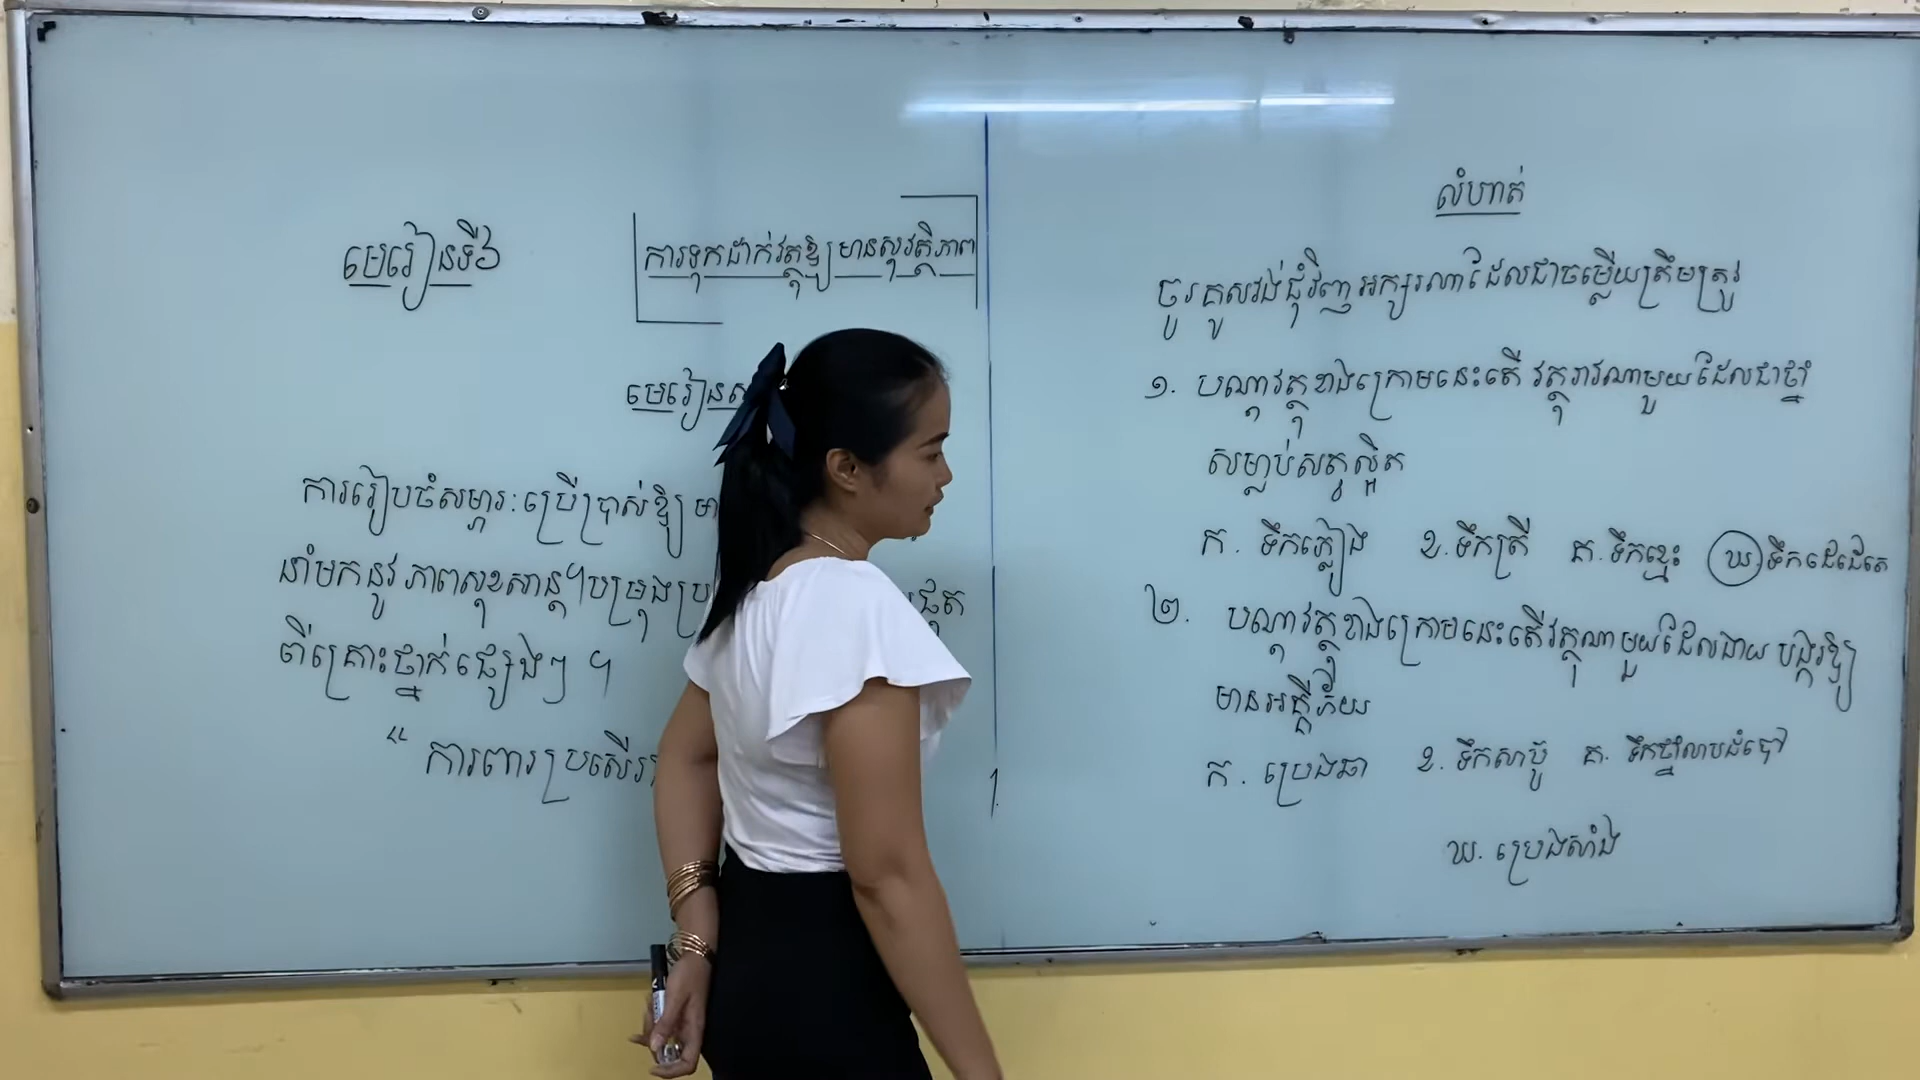 មេរៀនទី៦
ការទុកដាក់វត្ថុឱ្យមានសុវត្ថិភាព
មេរៀនស
ការរៀបចំសម្ភារៈប្រើប្រាស់ឱ្យមា
នាំមកនូវភាពសុខសាន្ត។បម្រុងប្រ
ពីគ្រោះថ្នាក់ផ្សេងៗ ។
“ ការពារប្រសើរ
លំហាត់
ចូរគូសវង់ជុំវិញអក្សរណាដែលជាចម្លើយត្រឹមត្រូវ
១. បណ្ដាវត្ថុខាងក្រោមនេះតើ វត្ថុរាវណាមួយដែលជាថ្នាំ
សម្លាប់សត្វល្អិត
ក. ទឹកភ្លៀង ខ.ទឹកត្រី គ.ទឹកខ្មេះ ឃ ទឹកដេដេតេ
២. បណ្ដាវត្ថុខាងក្រោមនេះតើវត្ថុណាមួយដែលងាយបង្កឱ្យ
មានអគ្គីភ័យ
ក. ប្រេងឆា ខ. ទឹកសាប៊ូ គ. ទឹកថ្នាំលាបជំពៅ
ឃ. ប្រេងសាំង